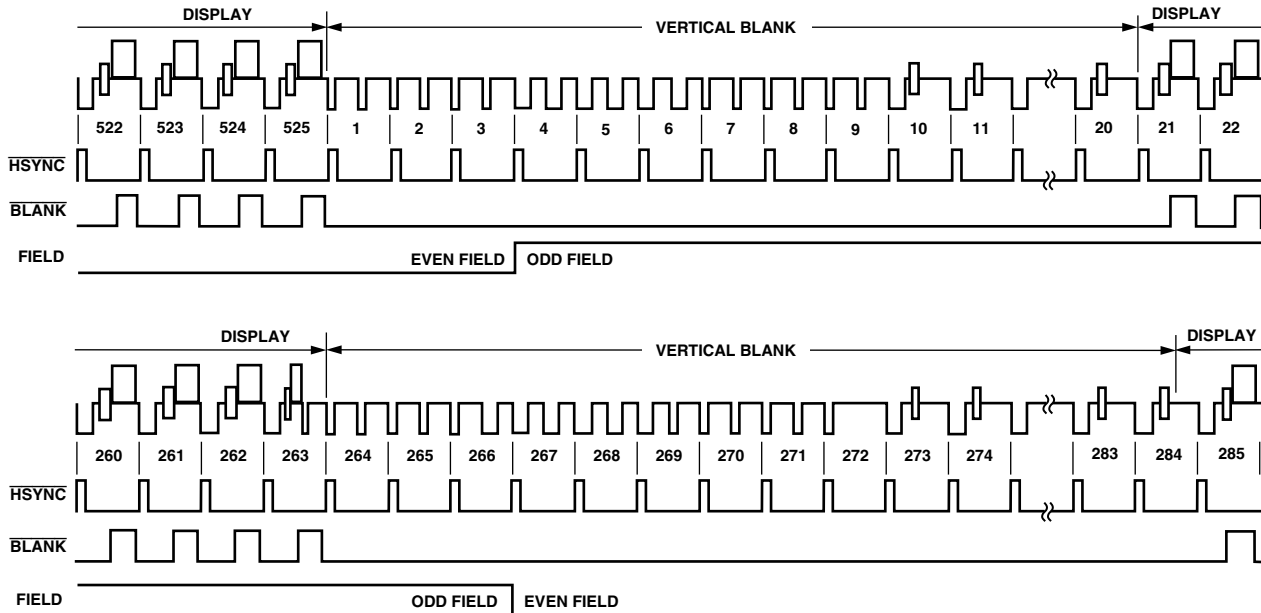 DISPLAY VERTICAL BLANK DISPLAY
522 523 524 525 1 2 3 4 5 6 7 8 9 10 11 20 21 22
HSYNC
BLANK
FIELD EVEN FIELD ODD FIELD
DISPLAY VERTICAL BLANK DISPLAY
260 261 262 263 264 265 266 267 268 269 270 271 272 273 274 283 284 285
HSYNC
BLANK
FIELD ODD FIELD EVEN FIELD